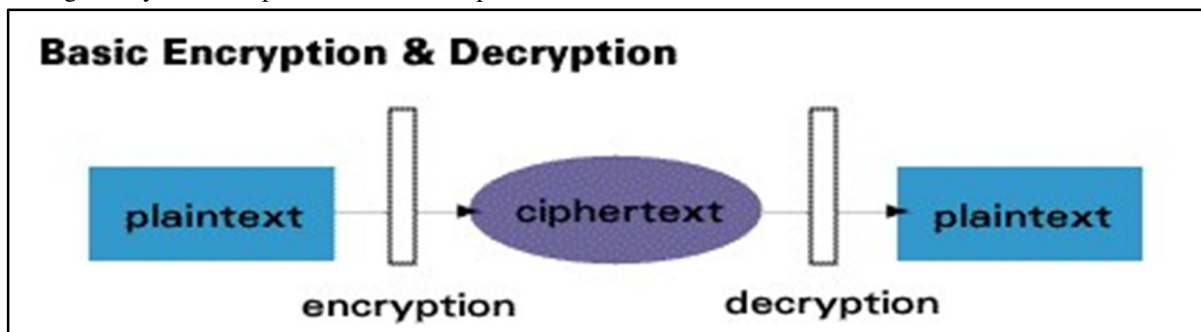 Basic Encryption & Decryption
plaintext
ciphertext
plaintext
encryption
decryption